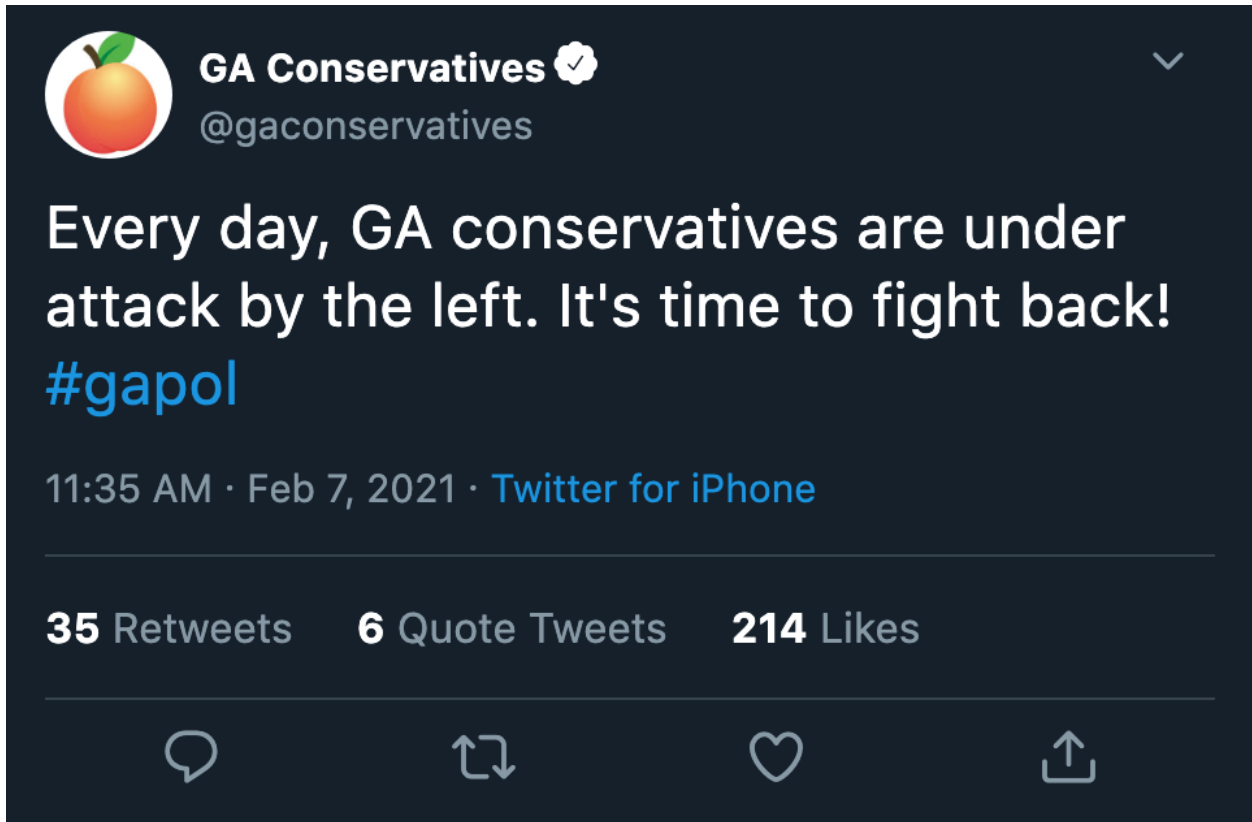 GA Conservatives
@gaconservatives
Every day, GA conservatives are under
attack by the left. It's time to fight back!
#gapol
11:35 AM · Feb 7, 2021 · Twitter for iPhone
35 Retweets 6 Quote Tweets 214 Likes